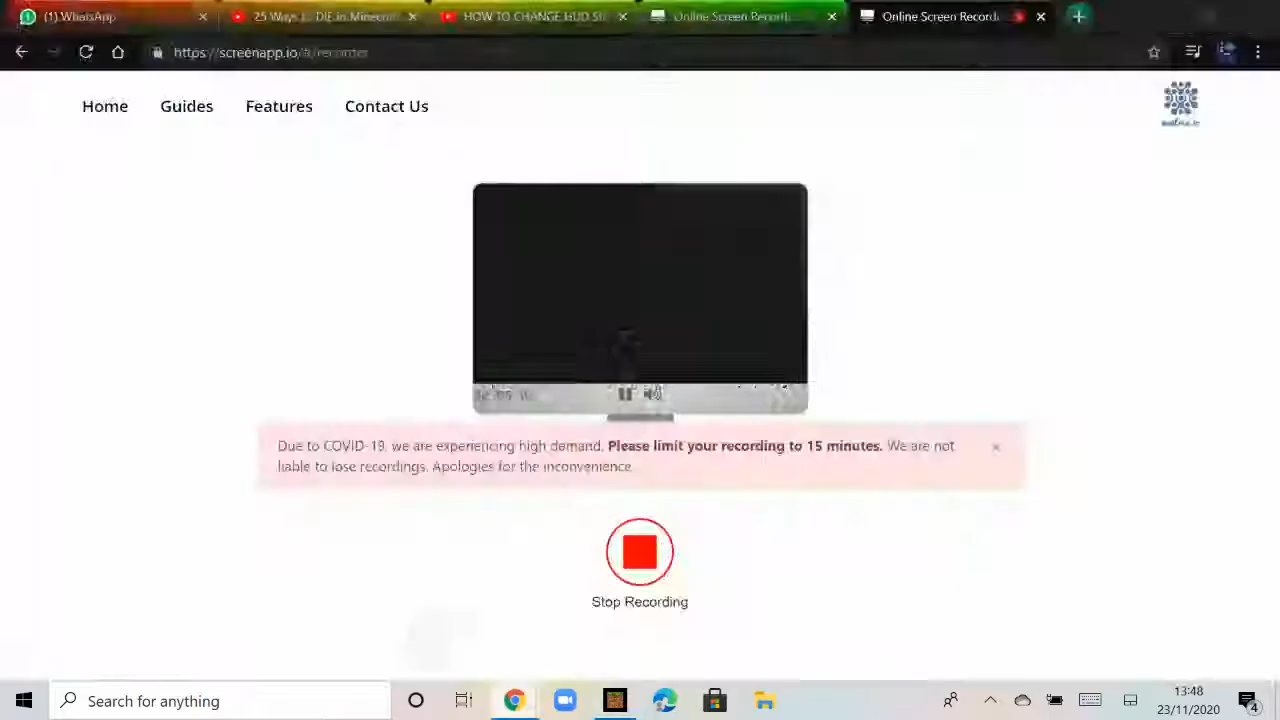 (1) WhatsApp
25 Ways to DIE in Minecraf
HOW TO CHANGE HUD
Online Screen Record
Online Screen Record
https://screenapp.io/#/recorder
Home
Guides
Features
Contact Us
Due to COVID-19, we are experiencing high demand. Please limit your recording to 15 minutes. We are not
liable to lose recordings. Apologies for the inconvenience.
Stop Recording
Search for anything
13:48
23/11/2020
4